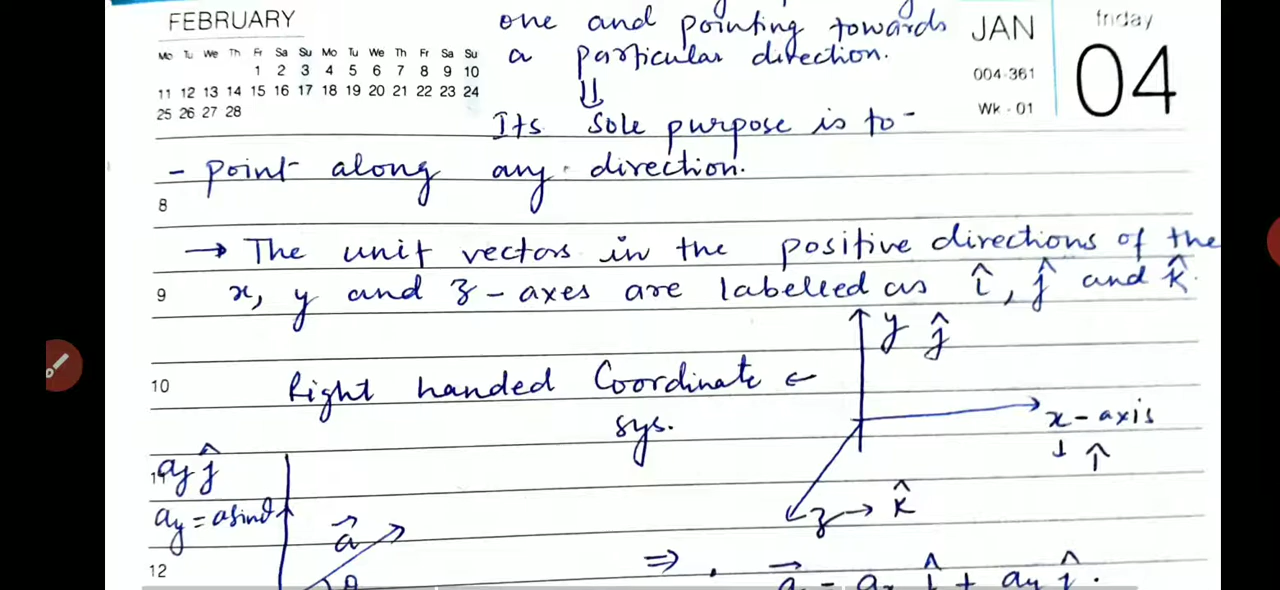 FEBRUARY
Mo Tu We Th Fr Sa Su Mo Tu We Th Fr Sa Su
1 2 3 4 5 6 7 8 9 10
11 12 13 14 15 16 17 18 19 20 21 22 23 24
25 26 27 28
JAN
004-361
Wk - 01
friday
04
one and pointing towards
a particular direction.
⇓
Its sole purpose is to -
- point along any direction.
8
→ The unit vectors in the positive directions of the
9
x, y and z - axes are labelled as î, ĵ and k̂.
y ĵ
10
Right handed Coordinate ←
sys.
x - axis
↓ î
z → k̂
ay ĵ
ay = a sinθ
a⃗
θ
12
⇒ . a⃗ = ax î + ay ĵ.